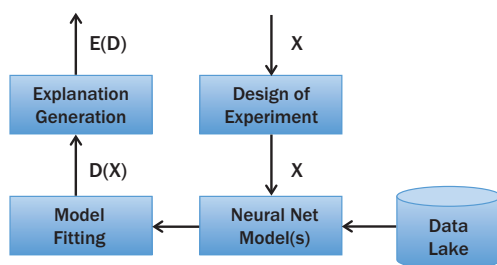 E(D)
X
Explanation
Generation
Design of
Experiment
D(X)
X
Model
Fitting
Neural Net
Model(s)
Data
Lake